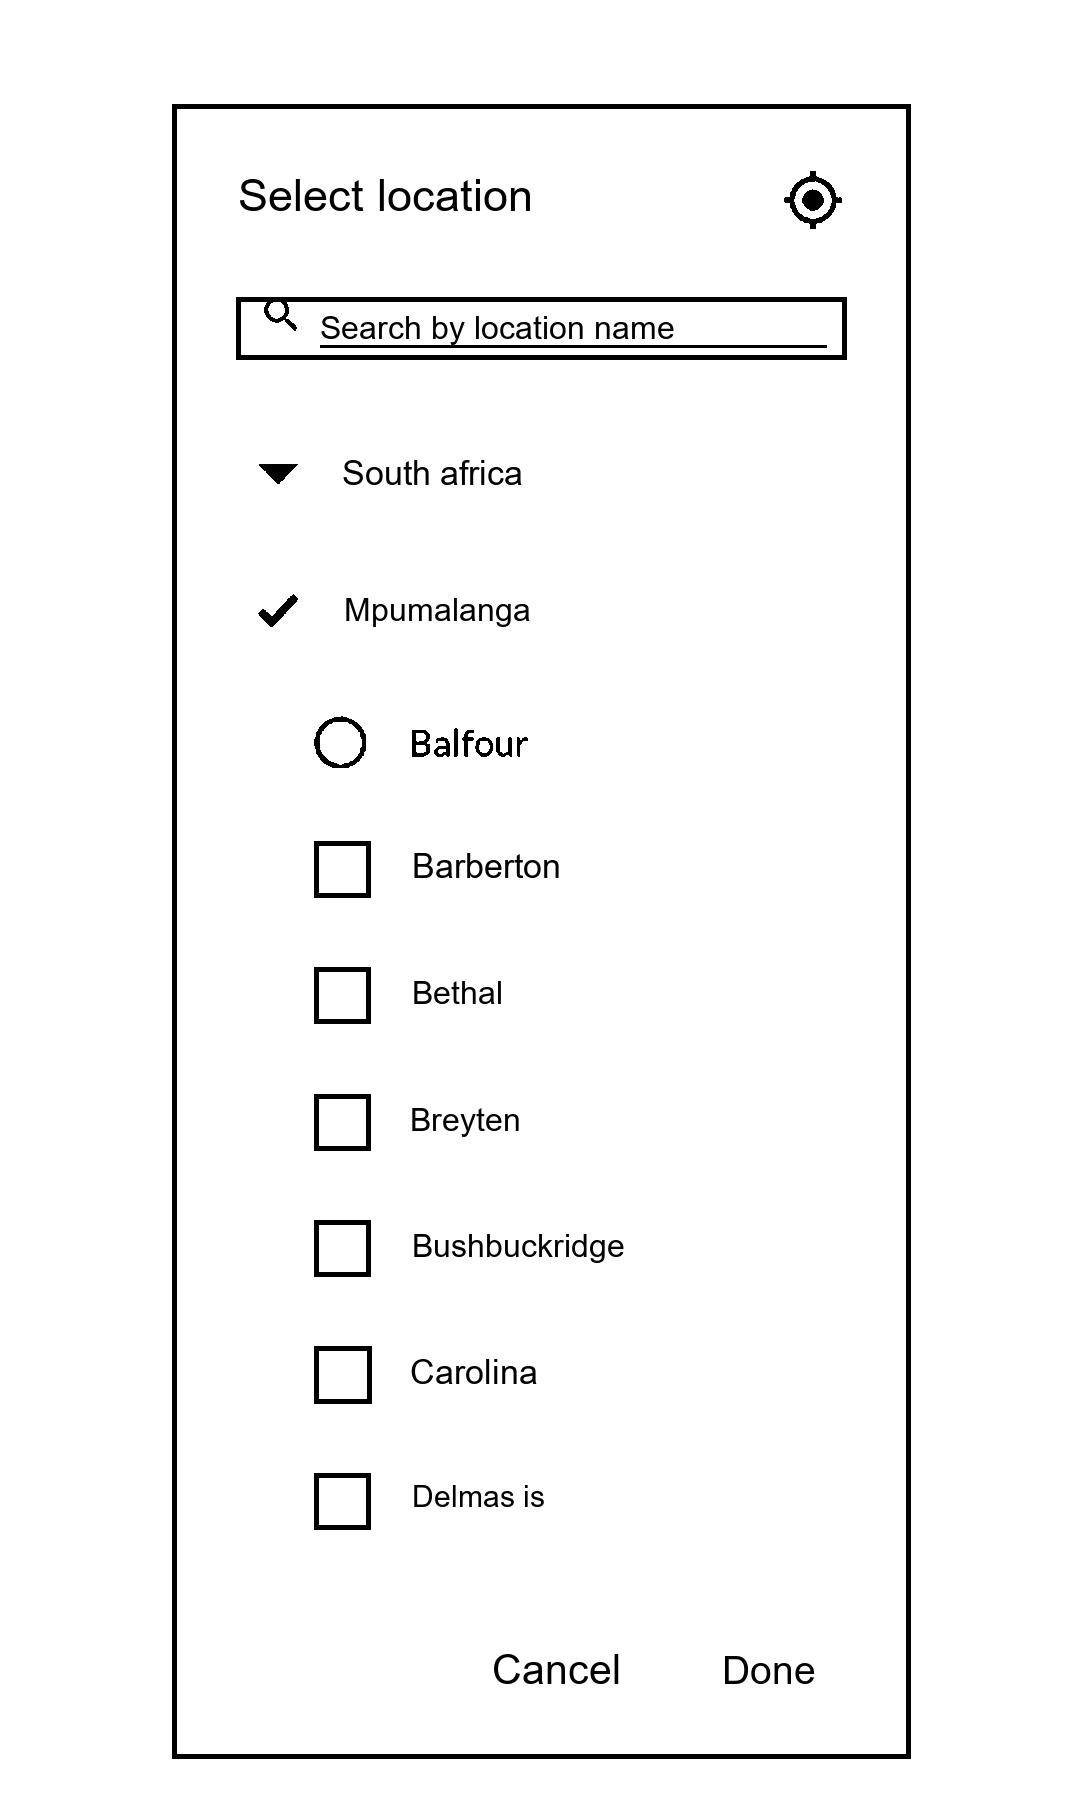 Select location
Search by location name
South africa
Mpumalanga
Balfour
Barberton
Bethal
Breyten
Bushbuckridge
Carolina
Delmas is
Cancel Done